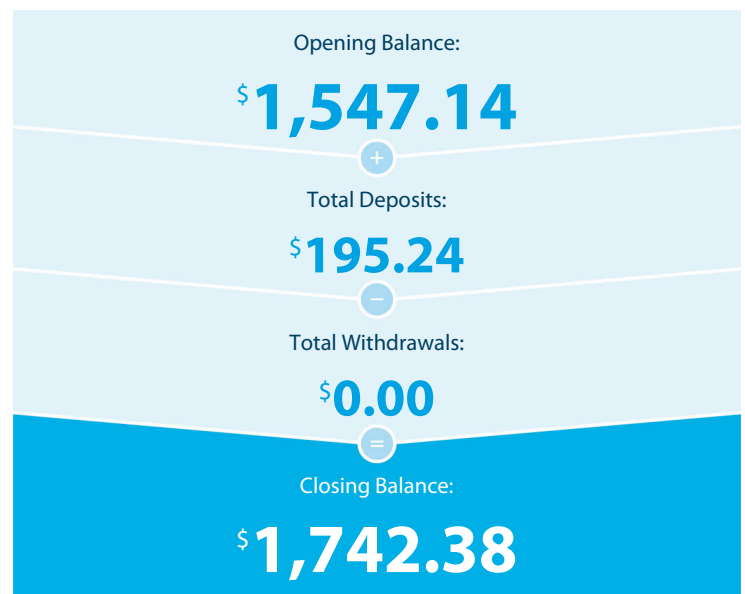 Opening Balance:
$1,547.14
+
Total Deposits:
$195.24
−
Total Withdrawals:
$0.00
=
Closing Balance:
$1,742.38